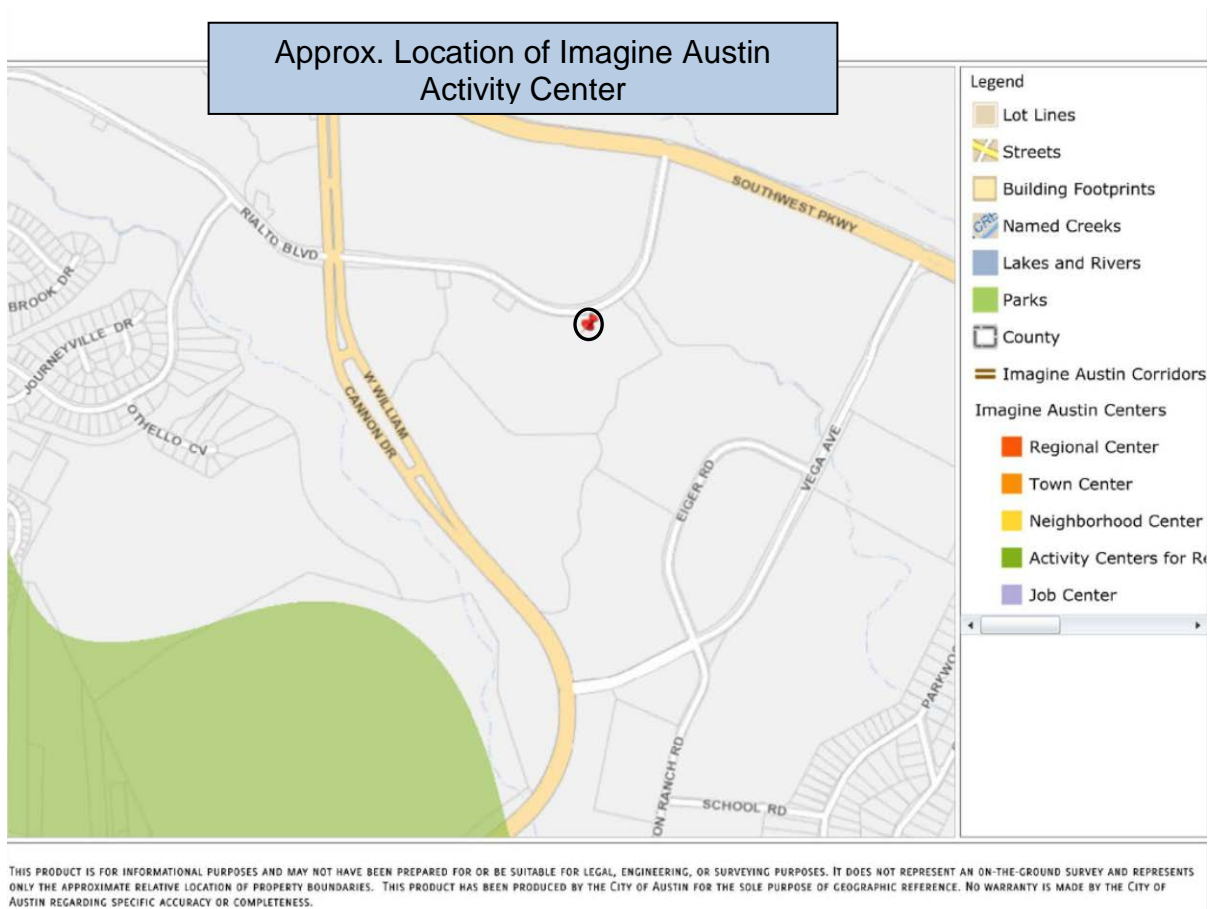 Approx. Location of Imagine Austin
Activity Center
Legend
Lot Lines
Streets
Building Footprints
Named Creeks
Lakes and Rivers
Parks
County
Imagine Austin Corridors
Imagine Austin Centers
Regional Center
Town Center
Neighborhood Center
Activity Centers for Re
Job Center
SOUTHWEST PKWY
RIALTO BLVD
BROOK DR
JOURNEYVILLE DR
OTHELLO CV
W WILLIAM
CANNON DR
VEGA AVE
EIGER RD
ON RANCH RD
SCHOOL RD
PARKWO
THIS PRODUCT IS FOR INFORMATIONAL PURPOSES AND MAY NOT HAVE BEEN PREPARED FOR OR BE SUITABLE FOR LEGAL, ENGINEERING, OR SURVEYING PURPOSES. IT DOES NOT REPRESENT AN ON-THE-GROUND SURVEY AND REPRESENTS
ONLY THE APPROXIMATE RELATIVE LOCATION OF PROPERTY BOUNDARIES. THIS PRODUCT HAS BEEN PRODUCED BY THE CITY OF AUSTIN FOR THE SOLE PURPOSE OF GEOGRAPHIC REFERENCE. NO WARRANTY IS MADE BY THE CITY OF
AUSTIN REGARDING SPECIFIC ACCURACY OR COMPLETENESS.